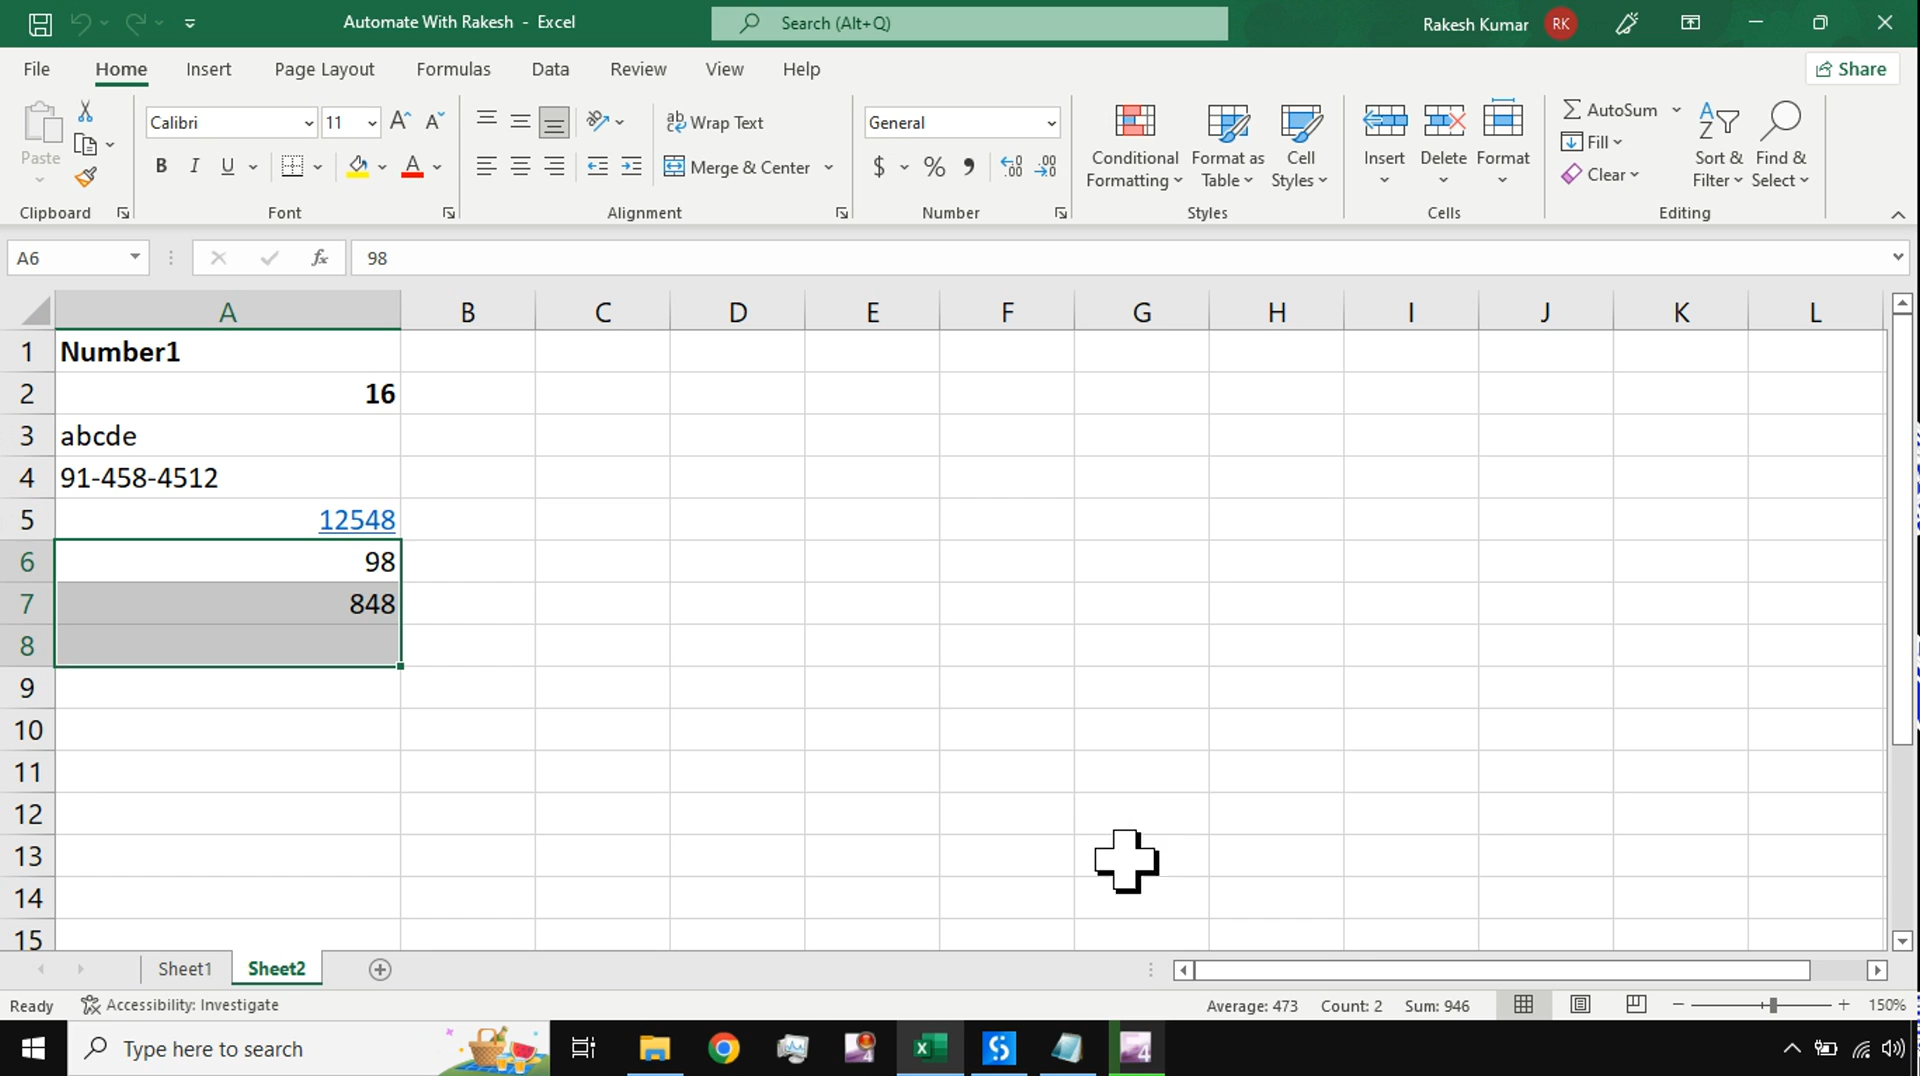 Automate With Rakesh - Excel
Search (Alt+Q)
Rakesh Kumar RK
File Home Insert Page Layout Formulas Data Review View Help
Share
Paste
Clipboard
Calibri 11
B I U
Font
ab Wrap Text
Merge & Center
Alignment
General
$ % ,
Number
Conditional Formatting
Format as Table
Cell Styles
Styles
Insert Delete Format
Cells
AutoSum
Fill
Clear
Sort & Filter
Find & Select
Editing
A6 fx 98
A B C D E F G H I J K L
1 Number1
2 16
3 abcde
4 91-458-4512
5 12548
6 98
7 848
8
9
10
11
12
13
14
15
Sheet1 Sheet2
Ready Accessibility: Investigate Average: 473 Count: 2 Sum: 946 150%
Type here to search